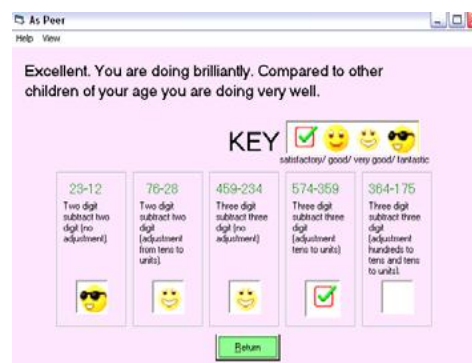 As Peer
Help View
Excellent. You are doing brilliantly. Compared to other
children of your age you are doing very well.
KEY
satisfactory/ good/ very good/ fantastic
23-12
Two digit
subtract two
digit (no
adjustment).
76-28
Two digit
subtract two
digit
(adjustment
from tens to
units).
459-234
Three digit
subtract three
digit (no
adjustment)
574-359
Three digit
subtract three
digit
(adjustment
tens to units)
364-175
Three digit
subtract three
digit
(adjustment
hundreds to
tens and tens
to units).
Return